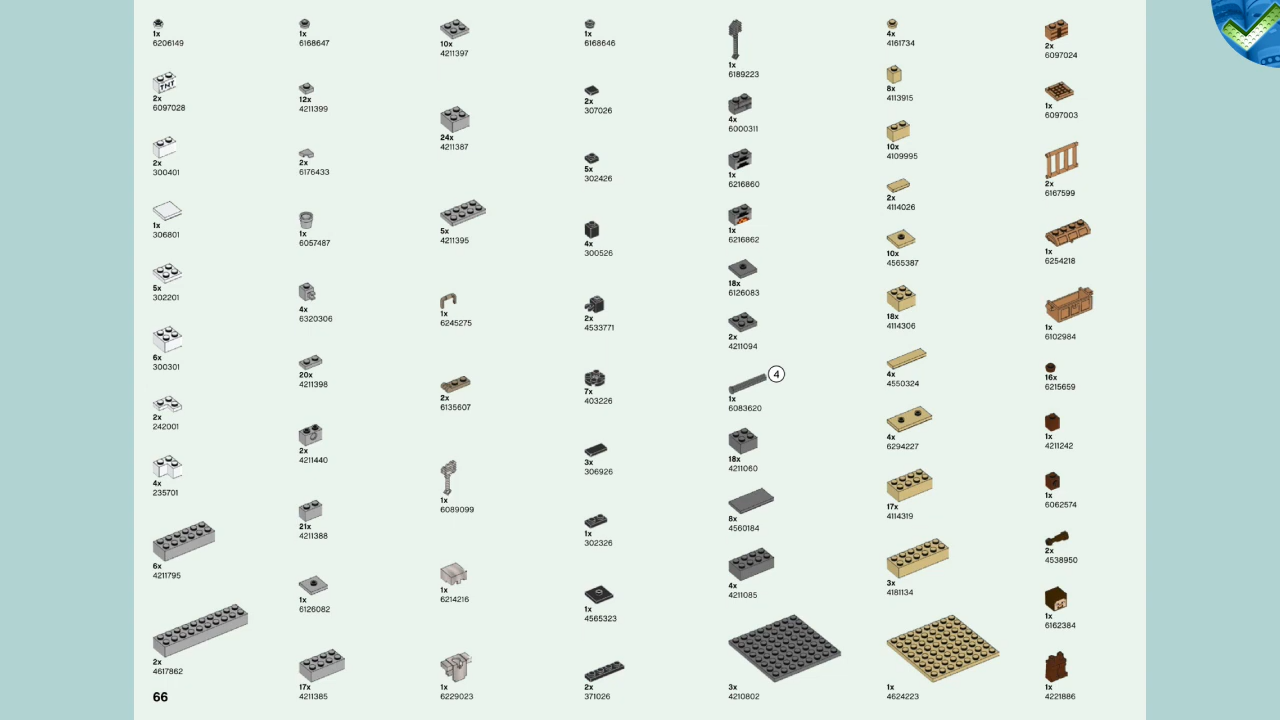 1x
6206149
TNT
2x
6097028
2x
300401
1x
306801
5x
302201
6x
300301
2x
242001
4x
235701
6x
4211795
2x
4617862
66
1x
6168647
12x
4211399
2x
6176433
1x
6057487
4x
6320306
20x
4211398
2x
4211440
21x
4211388
1x
6126082
17x
4211385
10x
4211397
24x
4211387
5x
4211395
1x
6245275
2x
6135607
1x
6089099
1x
6214216
1x
6229023
1x
6168646
2x
307026
5x
302426
4x
300526
2x
4533771
7x
403226
3x
306926
1x
302326
1x
4565323
2x
371026
1x
6189223
4x
6000311
1x
6216860
1x
6216862
18x
6126083
2x
4211094
4
1x
6083620
18x
4211060
8x
4560184
4x
4211085
3x
4210802
4x
4161734
8x
4113915
10x
4109995
2x
4114026
10x
4565387
18x
4114306
4x
4550324
4x
6294227
17x
4114319
3x
4181134
1x
4624223
2x
6097024
1x
6097003
2x
6167599
1x
6254218
1x
6102984
16x
6215659
1x
4211242
1x
6062574
2x
4538950
1x
6162384
1x
4221886